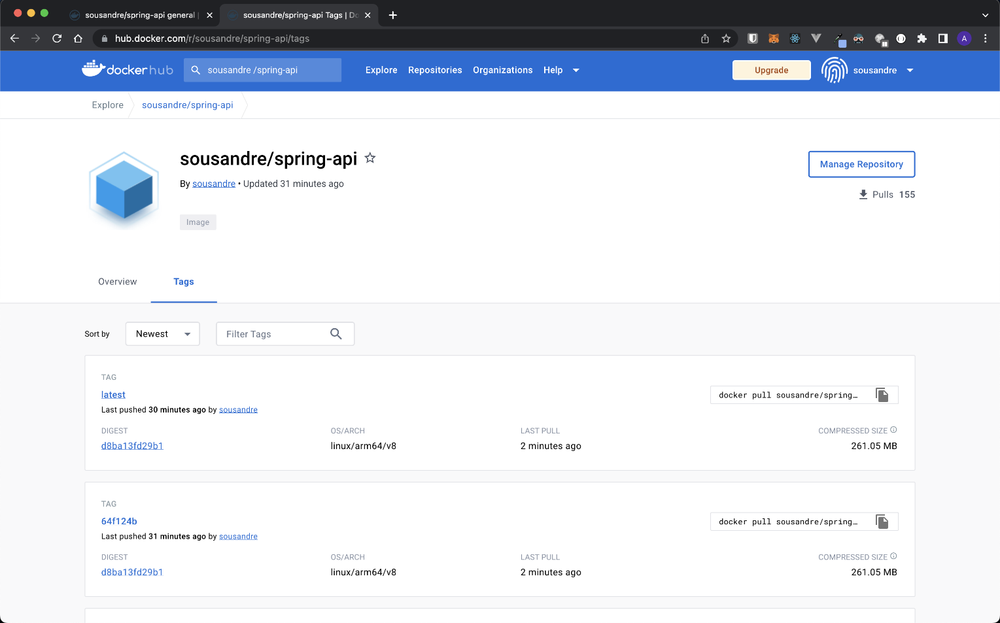 sousandre/spring-api general |
sousandre/spring-api Tags | Do
hub.docker.com/r/sousandre/spring-api/tags
A
dockerhub
sousandre /spring-api
Explore
Repositories
Organizations
Help
Upgrade
sousandre
Explore
sousandre/spring-api
sousandre/spring-api
By sousandre • Updated 31 minutes ago
Manage Repository
Pulls 155
Image
Overview
Tags
Sort by
Newest
Filter Tags
TAG
latest
docker pull sousandre/spring…
Last pushed 30 minutes ago by sousandre
DIGEST
OS/ARCH
LAST PULL
COMPRESSED SIZE
d8ba13fd29b1
linux/arm64/v8
2 minutes ago
261.05 MB
TAG
64f124b
docker pull sousandre/spring…
Last pushed 31 minutes ago by sousandre
DIGEST
OS/ARCH
LAST PULL
COMPRESSED SIZE
d8ba13fd29b1
linux/arm64/v8
2 minutes ago
261.05 MB